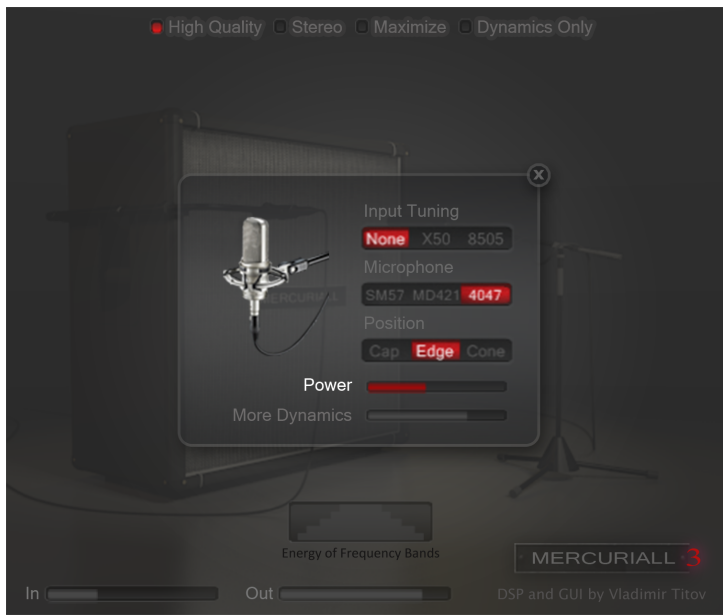 High Quality Stereo Maximize Dynamics Only
X
Input Tuning
None X50 8505
Microphone
MERCURIALL
SM57 MD421 4047
Position
Cap Edge Cone
Power
More Dynamics
Energy of Frequency Bands
MERCURIALL 3
In Out
DSP and GUI by Vladimir Titov